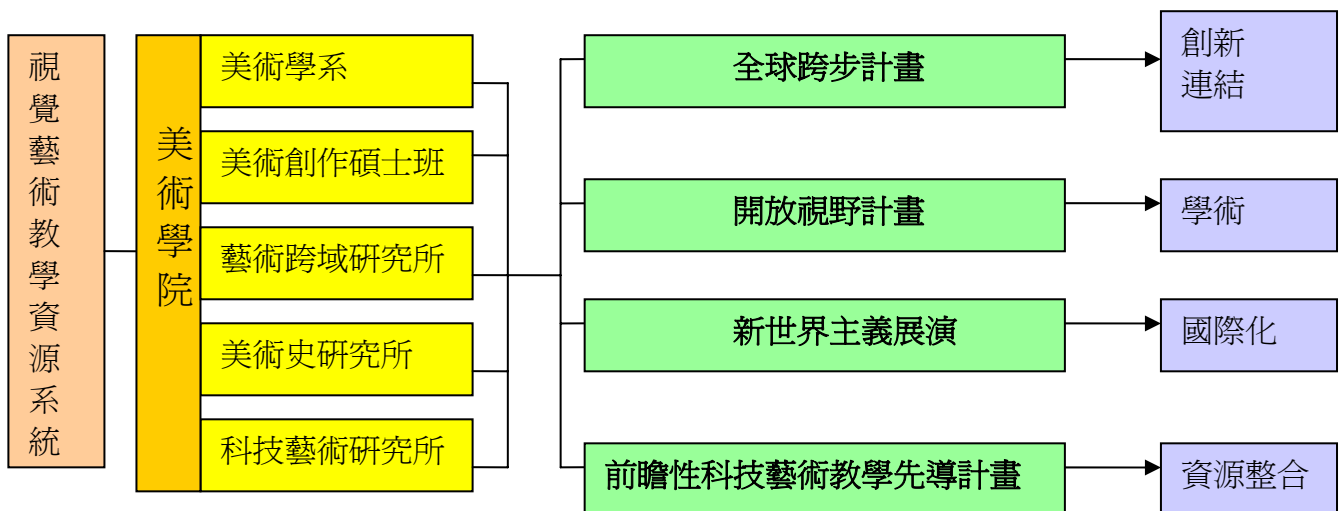 視覺藝術教學資源系統
美術學院
美術學系
美術創作碩士班
藝術跨域研究所
美術史研究所
科技藝術研究所
全球跨步計畫
開放視野計畫
新世界主義展演
前瞻性科技藝術教學先導計畫
創新
連結
學術
國際化
資源整合